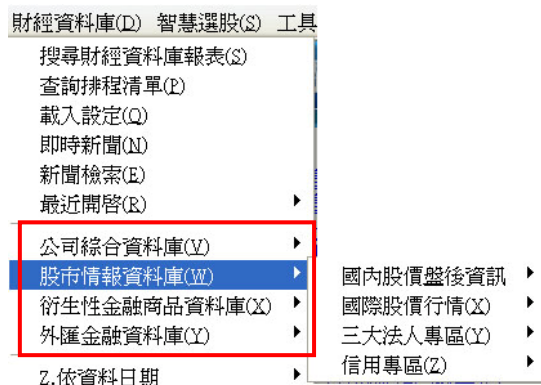 財經資料庫(D) 智慧選股(S) 工具
搜尋財經資料庫報表(S)
查詢排程清單(P)
載入設定(Q)
即時新聞(N)
新聞檢索(E)
最近開啓(R)
公司綜合資料庫(V)
股市情報資料庫(W)
衍生性金融商品資料庫(X)
外匯金融資料庫(Y)
Z.依資料日期
國內股價盤後資訊
國際股價行情(X)
三大法人專區(Y)
信用專區(Z)